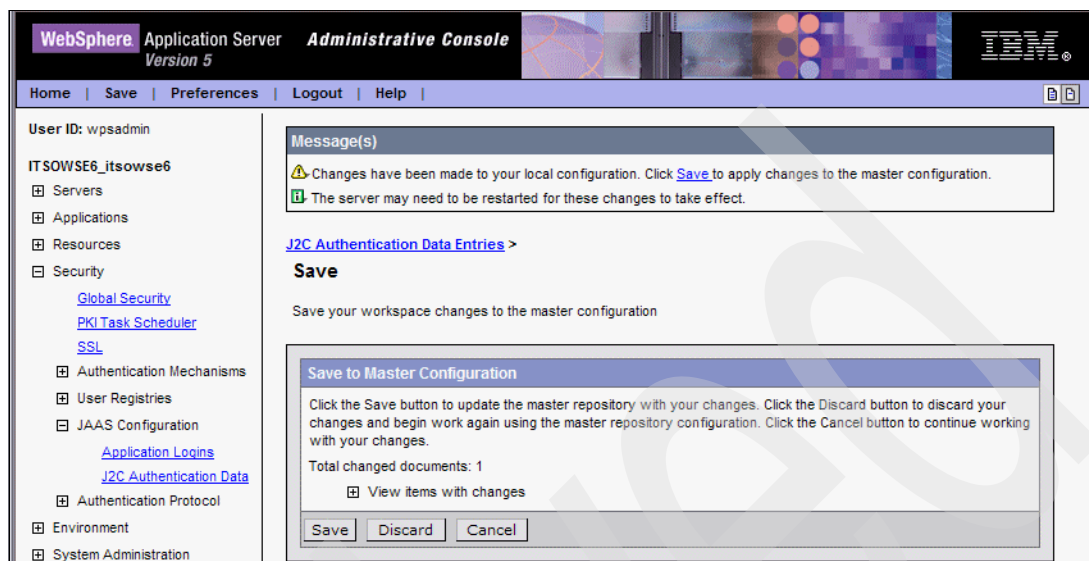 WebSphere Application Server Administrative Console
Version 5
IBM®
Home | Save | Preferences | Logout | Help |
User ID: wpsadmin
ITSOWSE6_itsowse6
Servers
Applications
Resources
Security
Global Security
PKI Task Scheduler
SSL
Authentication Mechanisms
User Registries
JAAS Configuration
Application Logins
J2C Authentication Data
Authentication Protocol
Environment
System Administration
Message(s)
Changes have been made to your local configuration. Click Save to apply changes to the master configuration.
The server may need to be restarted for these changes to take effect.
J2C Authentication Data Entries >
Save
Save your workspace changes to the master configuration
Save to Master Configuration
Click the Save button to update the master repository with your changes. Click the Discard button to discard your
changes and begin work again using the master repository configuration. Click the Cancel button to continue working
with your changes.
Total changed documents: 1
View items with changes
Save Discard Cancel